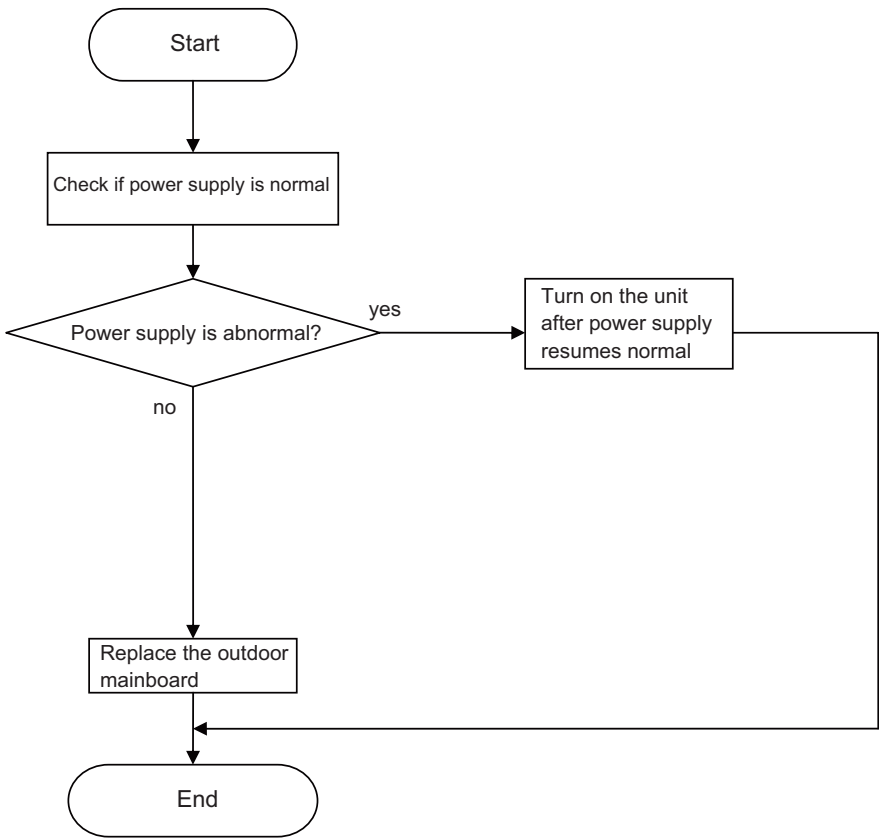 Start
Check if power supply is normal
Power supply is abnormal?
yes
Turn on the unit
after power supply
resumes normal
no
Replace the outdoor
mainboard
End